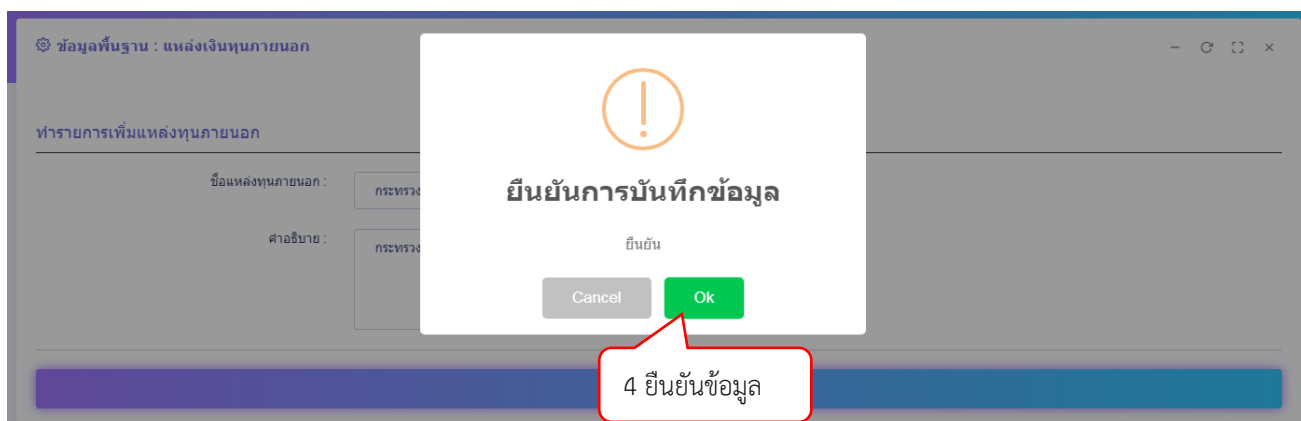 ข้อมูลพื้นฐาน : แหล่งเงินทุนภายนอก
ทำรายการเพิ่มแหล่งทุนภายนอก
ชื่อแหล่งทุนภายนอก :
กระทรวง
คำอธิบาย :
กระทรวง
ยืนยันการบันทึกข้อมูล
ยืนยัน
Cancel
Ok
4 ยืนยันข้อมูล